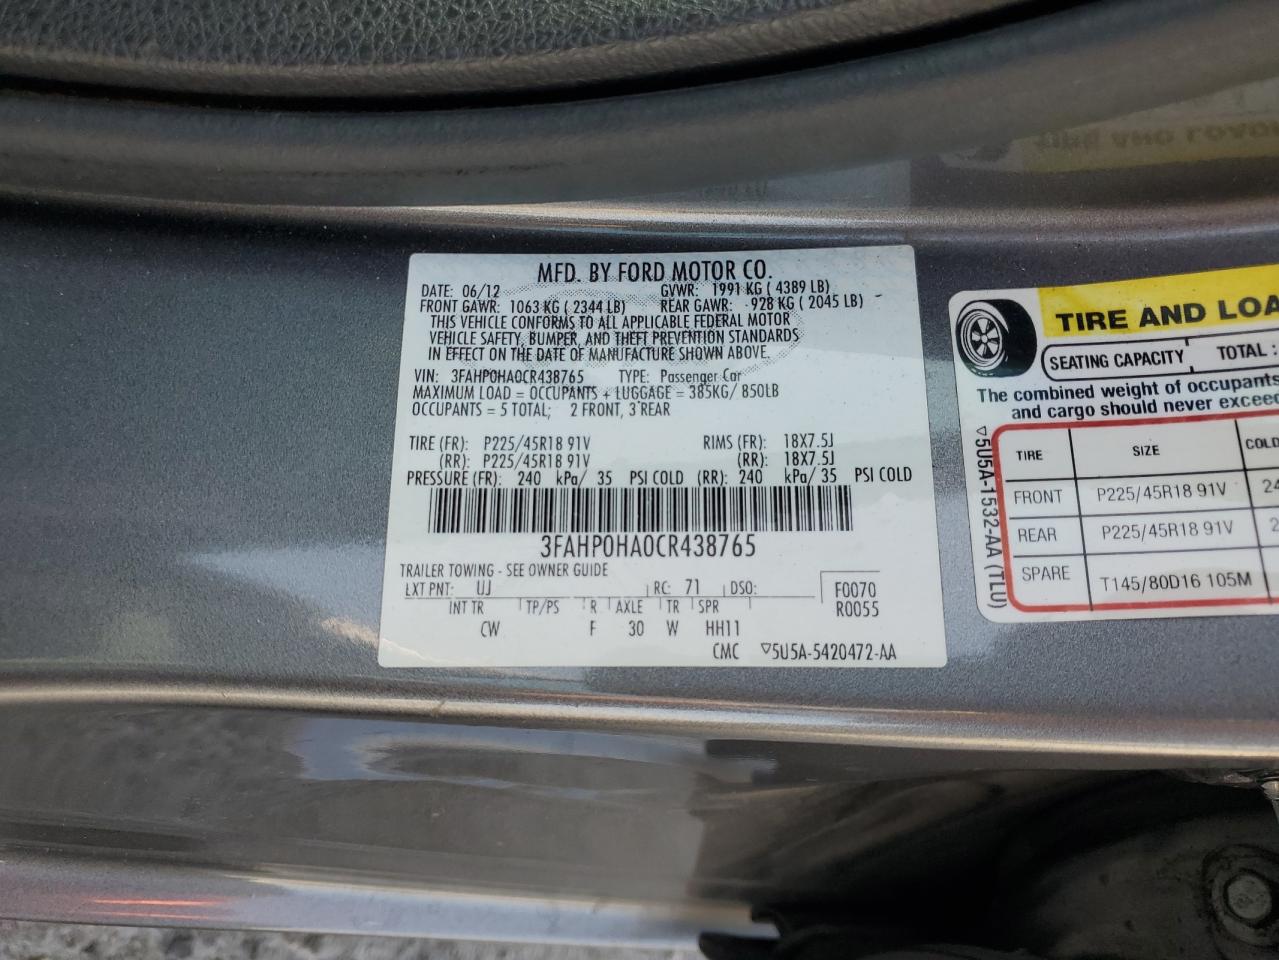 MFD. BY FORD MOTOR CO.
DATE: 06/12 GVWR: 1991 KG ( 4389 LB)
FRONT GAWR: 1063 KG ( 2344 LB) REAR GAWR: 928 KG ( 2045 LB)
THIS VEHICLE CONFORMS TO ALL APPLICABLE FEDERAL MOTOR
VEHICLE SAFETY, BUMPER, AND THEFT PREVENTION STANDARDS
IN EFFECT ON THE DATE OF MANUFACTURE SHOWN ABOVE.
VIN: 3FAHP0HA0CR438765 TYPE: Passenger Car
MAXIMUM LOAD = OCCUPANTS + LUGGAGE = 385KG/ 850LB
OCCUPANTS = 5 TOTAL; 2 FRONT, 3 REAR
TIRE (FR): P225/45R18 91V RIMS (FR): 18X7.5J
(RR): P225/45R18 91V (RR): 18X7.5J
PRESSURE (FR): 240 kPa/ 35 PSI COLD (RR): 240 kPa/ 35 PSI COLD
3FAHP0HA0CR438765
TRAILER TOWING - SEE OWNER GUIDE
EXT PNT: UJ RC: 71 DSO: F0070
R0055
INT TR TP/PS R AXLE TR SPR
CW F 30 W HH11
CMC ▽5U5A-5420472-AA
TIRE AND LOA
SEATING CAPACITY TOTAL :
The combined weight of occupants
and cargo should never exceed
TIRE SIZE COLD
FRONT P225/45R18 91V 24
REAR P225/45R18 91V 2
SPARE T145/80D16 105M
▽5U5A-1532-AA (TLU)